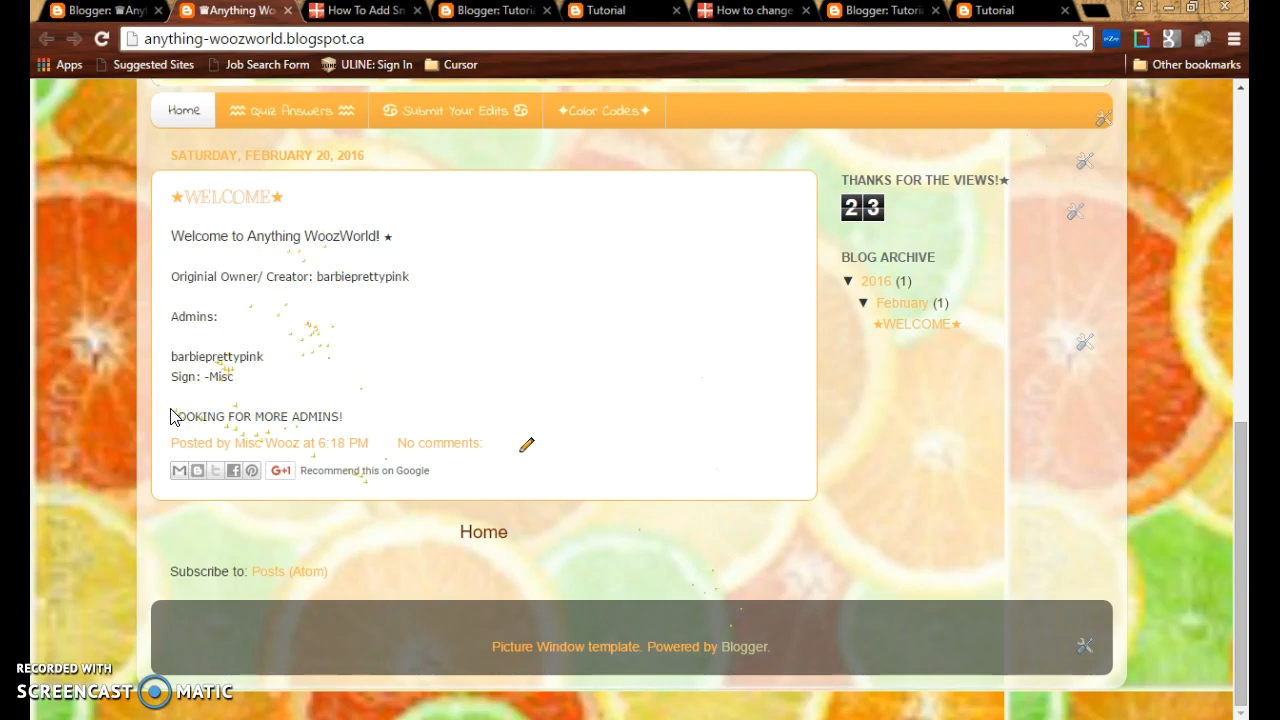 Blogger: ♕Any
♕Anything Wo
How To Add Sn
Blogger: Tutoria
Tutorial
How to change
Blogger: Tutoria
Tutorial
anything-woozworld.blogspot.ca
Apps
Suggested Sites
Job Search Form
ULINE: Sign In
Cursor
Other bookmarks
Home
♒ Quiz Answers ♒
♋ Submit Your Edits ♋
✦Color Codes✦
SATURDAY, FEBRUARY 20, 2016
★WELCOME★
Welcome to Anything WoozWorld! ★
Originial Owner/ Creator: barbieprettypink
Admins:
barbieprettypink
Sign: -Misc
LOOKING FOR MORE ADMINS!
Posted by Misc Wooz at 6:18 PM
No comments:
G+1 Recommend this on Google
Home
Subscribe to: Posts (Atom)
THANKS FOR THE VIEWS!★
23
BLOG ARCHIVE
▼ 2016 (1)
▼ February (1)
★WELCOME★
Picture Window template. Powered by Blogger.
RECORDED WITH
SCREENCAST MATIC